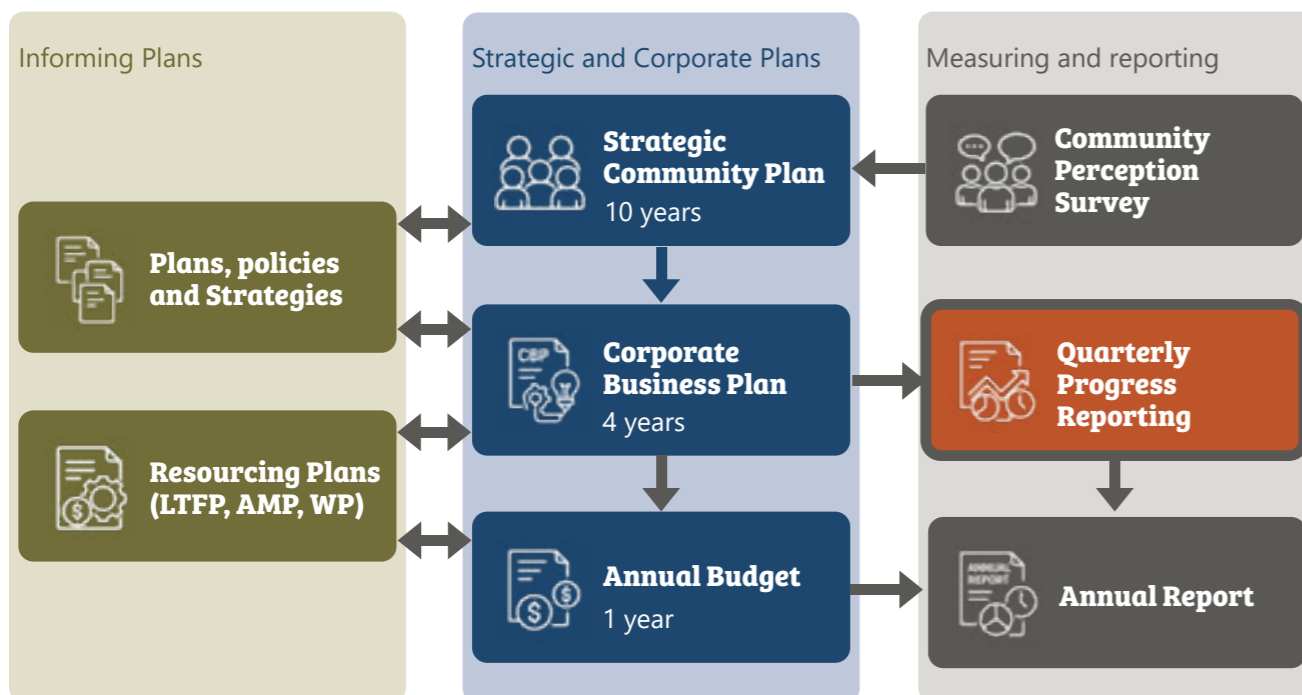 Informing Plans
Plans, policies
and Strategies
Resourcing Plans
(LTFP, AMP, WP)
Strategic and Corporate Plans
Strategic
Community Plan
10 years
CBP
Corporate
Business Plan
4 years
Annual Budget
1 year
Measuring and reporting
Community
Perception
Survey
Quarterly
Progress
Reporting
ANNUAL
REPORT
Annual Report